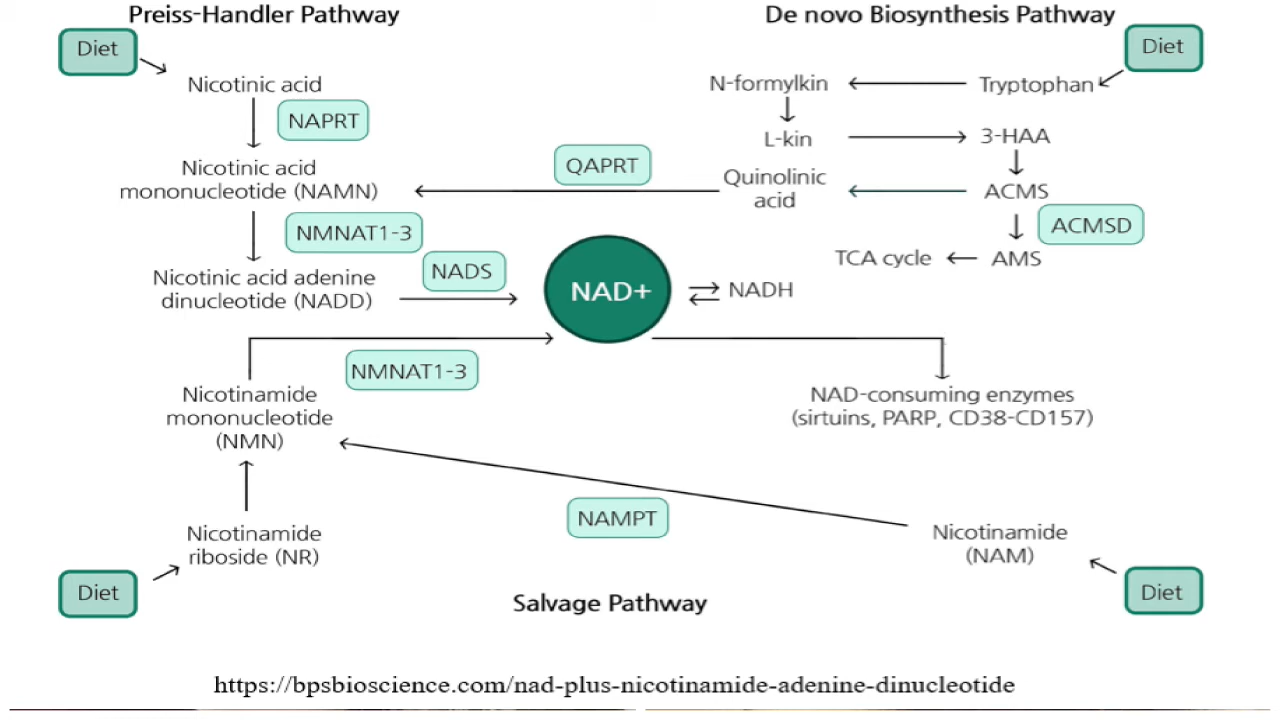 Preiss-Handler Pathway
De novo Biosynthesis Pathway
Diet
Diet
Nicotinic acid
N-formylkin
Tryptophan
NAPRT
L-kin
3-HAA
Nicotinic acid
mononucleotide (NAMN)
QAPRT
Quinolinic
acid
ACMS
NMNAT1-3
ACMSD
TCA cycle
AMS
Nicotinic acid adenine
dinucleotide (NADD)
NADS
NAD+
NADH
NMNAT1-3
Nicotinamide
mononucleotide
(NMN)
NAD-consuming enzymes
(sirtuins, PARP, CD38-CD157)
NAMPT
Nicotinamide
riboside (NR)
Nicotinamide
(NAM)
Diet
Diet
Salvage Pathway
https://bpsbioscience.com/nad-plus-nicotinamide-adenine-dinucleotide